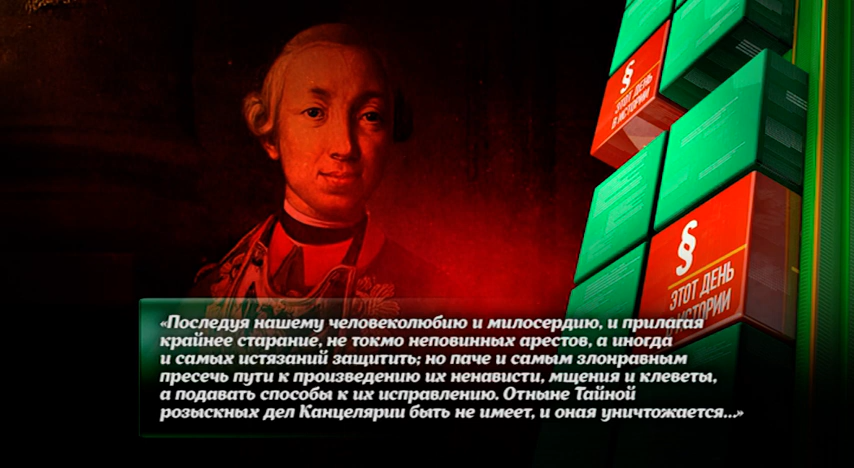 §
ЭТОТ ДЕНЬ
В ИСТОРИИ
§
ЭТОТ ДЕНЬ
В ИСТОРИИ
«Последуя нашему человеколюбию и милосердию, и прилагая
крайнее старание, не токмо неповинных арестов, а иногда
и самых истязаний защитить; но паче и самым злонравным
пресечь пути к произведению их ненависти, мщения и клеветы,
а подавать способы к их исправлению. Отныне Тайной
розыскных дел Канцелярии быть не имеет, и оная уничтожается...»